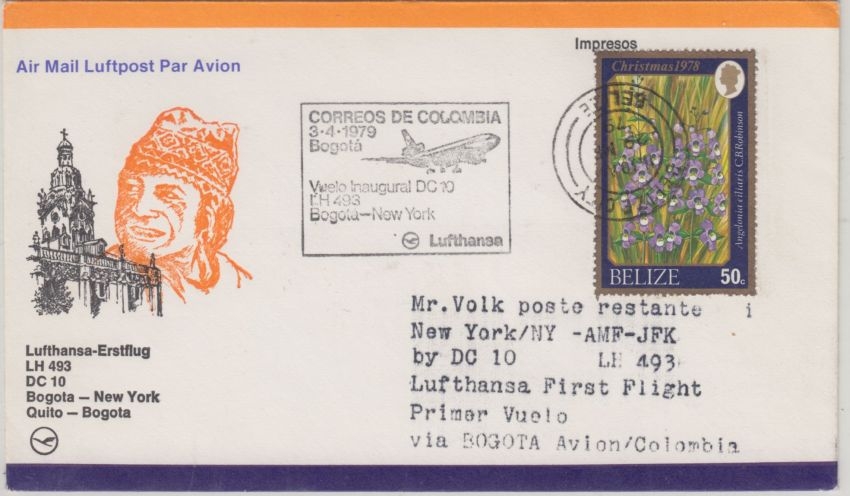 Impresos
Air Mail Luftpost Par Avion
CORREOS DE COLOMBIA
3·4·1979
Bogotá
Vuelo Inaugural DC 10
LH 493
Bogota—New York
Lufthansa
Christmas 1978
Angelonia ciliaris C.B.Robinson
BELIZE 50c
BELIZE
Mr.Volk poste restante i
New York/NY -AMF-JFK
by DC 10 LH 493
Lufthansa First Flight
Primer Vuelo
via BOGOTA Avion/Colombia
Lufthansa-Erstflug
LH 493
DC 10
Bogota – New York
Quito – Bogota